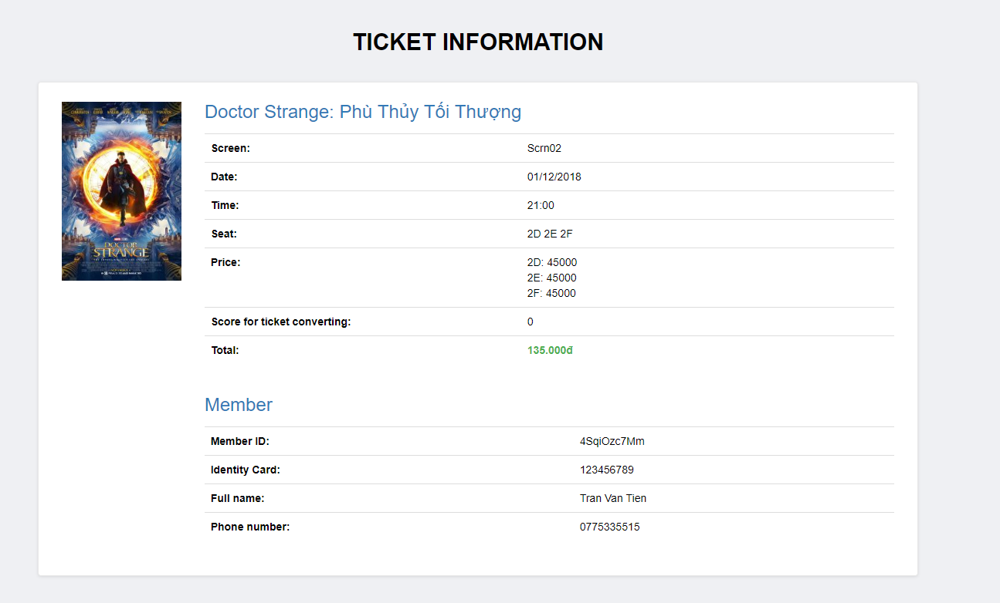 TICKET INFORMATION
Doctor Strange: Phù Thủy Tối Thượng
Screen: Scrn02
Date: 01/12/2018
Time: 21:00
Seat: 2D 2E 2F
Price: 2D: 45000
2E: 45000
2F: 45000
Score for ticket converting: 0
Total: 135.000đ
DOCTOR
STRANGE
Member
Member ID: 4SqiOzc7Mm
Identity Card: 123456789
Full name: Tran Van Tien
Phone number: 0775335515